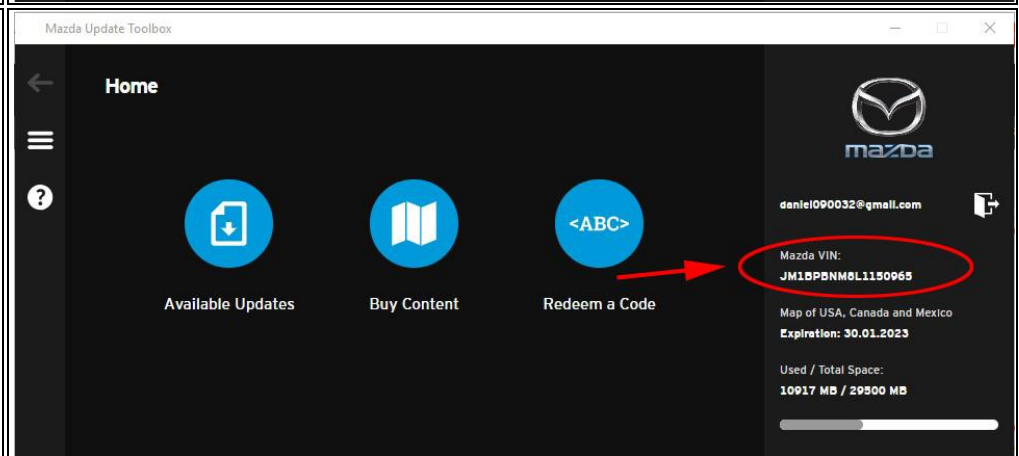 Mazda Update Toolbox
Home
mazda
daniel090032@gmail.com
<ABC>
Mazda VIN:
JM1BPBNM8L1150965
Available Updates
Buy Content
Redeem a Code
Map of USA, Canada and Mexico
Expiration: 30.01.2023
Used / Total Space:
10917 MB / 29500 MB